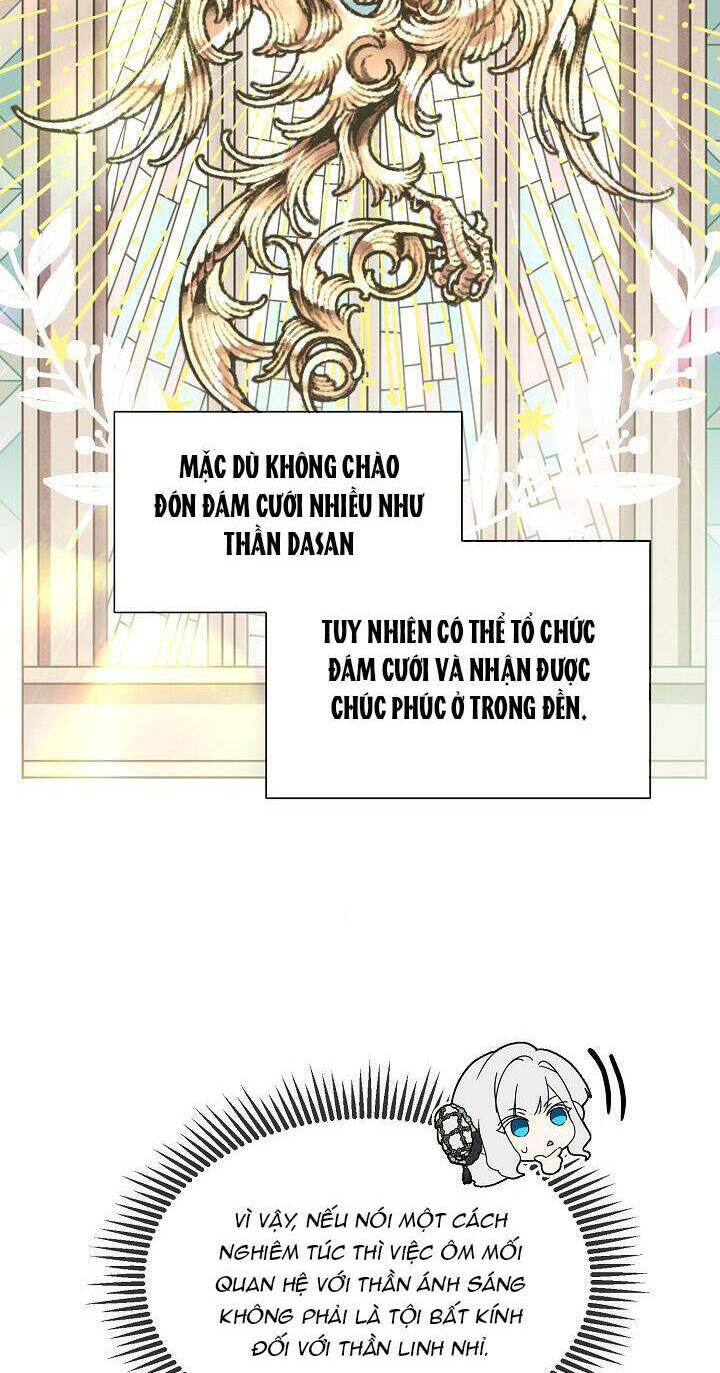 MẶC DÙ KHÔNG CHÀO
ĐÓN ĐÁM CƯỚI NHIỀU NHƯ
THẦN DASAN
TUY NHIÊN CÓ THỂ TỔ CHỨC
ĐÁM CƯỚI VÀ NHẬN ĐƯỢC
CHÚC PHÚC Ở TRONG ĐỀN.
VÌ VẬY, NẾU NÓI MỘT CÁCH
NGHIÊM TÚC THÌ VIỆC ÔM MỐI
QUAN HỆ VỚI THẦN ÁNH SÁNG
KHÔNG PHẢI LÀ TỘI BẤT KÍNH
ĐỐI VỚI THẦN LINH NHỈ.